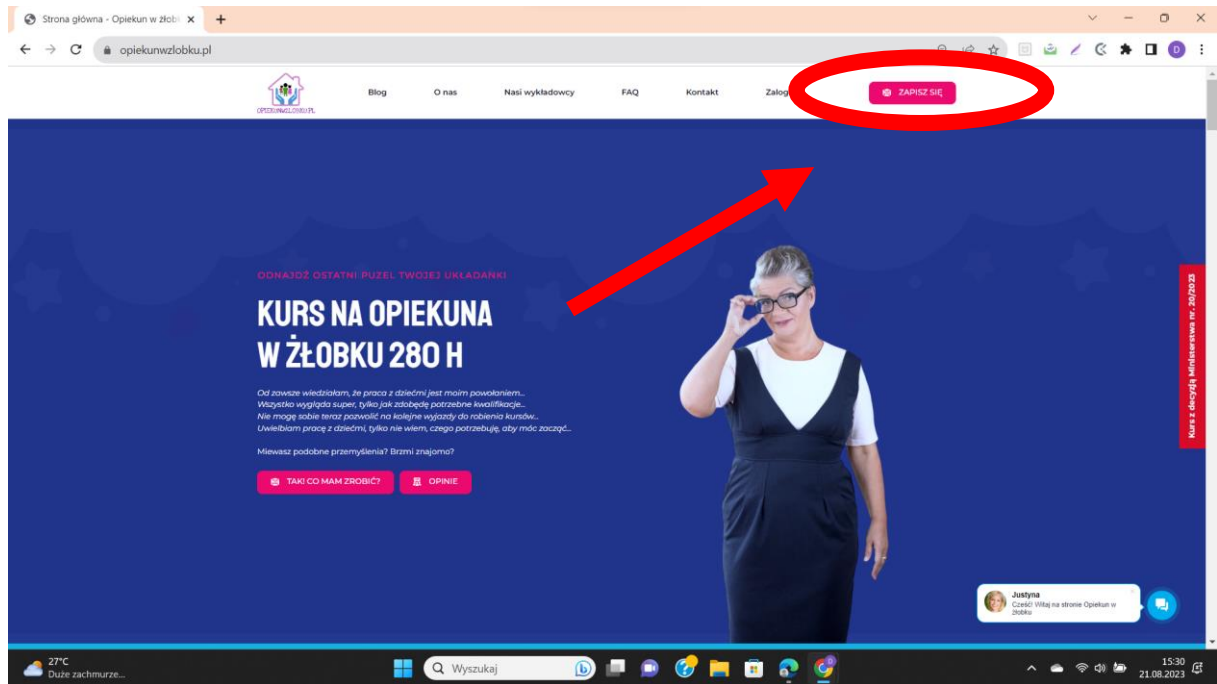 Strona główna - Opiekun w żłob
opiekunwzlobku.pl
OPIEKUNWZLOBKU.PL
Blog
O nas
Nasi wykładowcy
FAQ
Kontakt
Zalog
ZAPISZ SIĘ
ODNAJDŹ OSTATNI PUZEL TWOJEJ UKŁADANKI
KURS NA OPIEKUNA
W ŻŁOBKU 280 H
Od zawsze wiedziałam, że praca z dziećmi jest moim powołaniem...
Wszystko wygląda super, tylko jak zdobędę potrzebne kwalifikacje...
Nie mogę sobie teraz pozwolić na kolejne wyjazdy do robienia kursów...
Uwielbiam pracę z dziećmi, tylko nie wiem, czego potrzebuję, aby móc zacząć...
Miewasz podobne przemyślenia? Brzmi znajomo?
TAK! CO MAM ZROBIĆ?
OPINIE
Kurs z decyzją Ministerstwa nr. 20/2023
Justyna
Cześć! Witaj na stronie Opiekun w
żłobku
27°C
Duże zachmurze...
Wyszukaj
15:30
21.08.2023